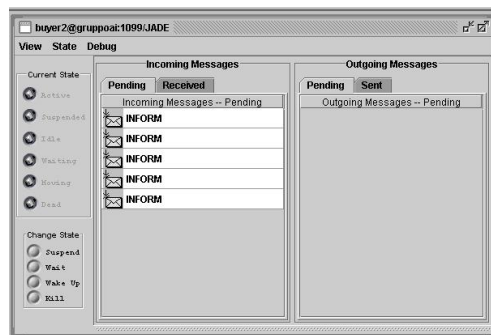 buyer2@gruppoai:1099/JADE
View State Debug
Current State
Active
Suspended
Idle
Waiting
Moving
Dead
Change State
Suspend
Wait
Wake Up
Kill
Incoming Messages
Pending Received
Incoming Messages -- Pending
INFORM
INFORM
INFORM
INFORM
INFORM
Outgoing Messages
Pending Sent
Outgoing Messages -- Pending